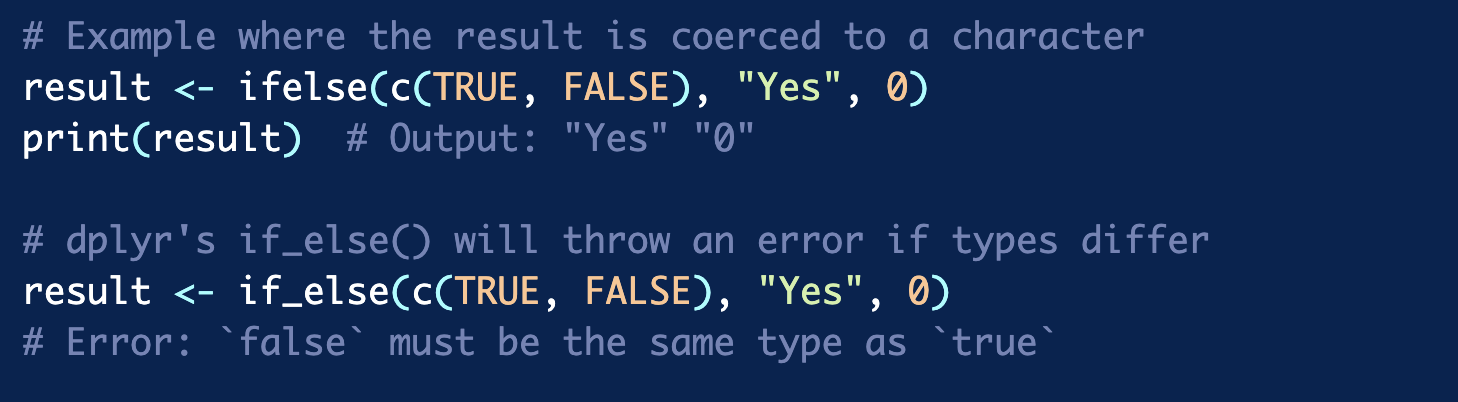 # Example where the result is coerced to a character
result <- ifelse(c(TRUE, FALSE), "Yes", 0)
print(result)  # Output: "Yes" "0"
# dplyr's if_else() will throw an error if types differ
result <- if_else(c(TRUE, FALSE), "Yes", 0)
# Error: `false` must be the same type as `true`